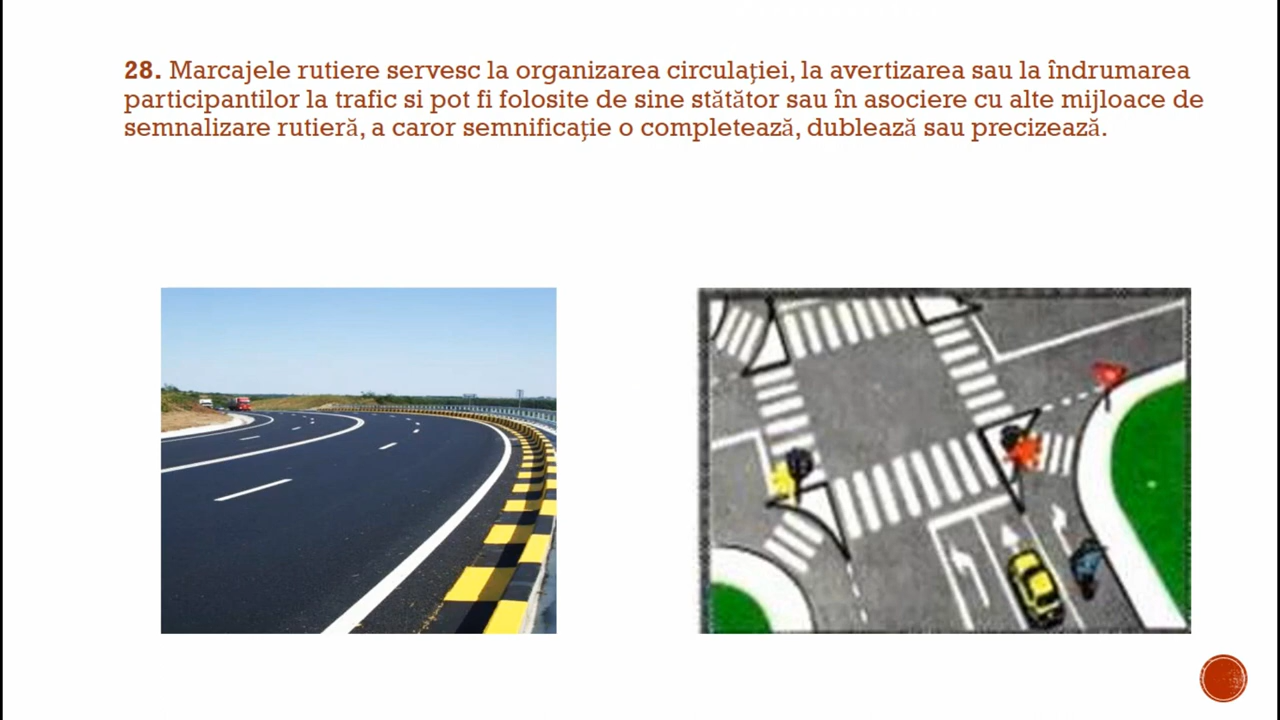 28. Marcajele rutiere servesc la organizarea circulației, la avertizarea sau la îndrumarea
participantilor la trafic si pot fi folosite de sine stătător sau în asociere cu alte mijloace de
semnalizare rutieră, a caror semnificație o completează, dublează sau precizează.